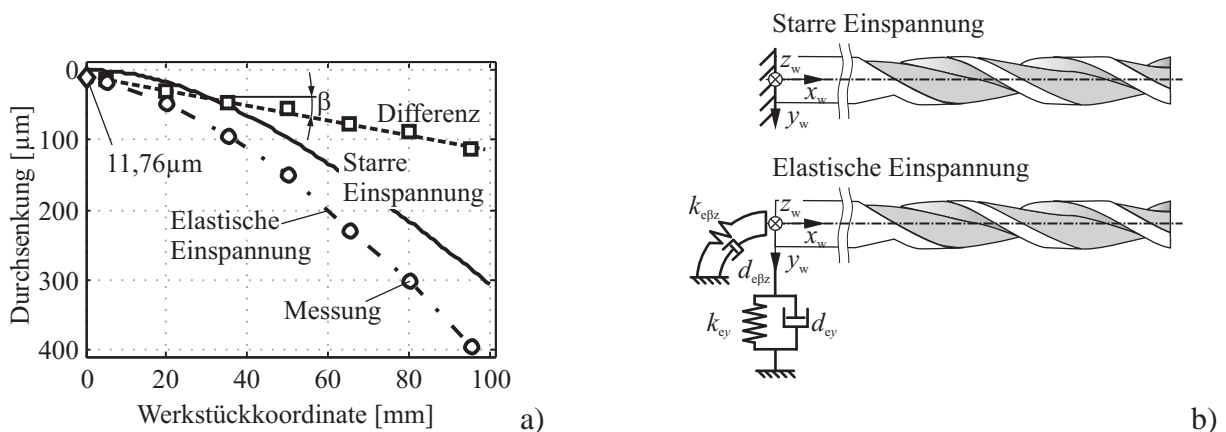 0
100
200
300
400
Durchsenkung [µm]
11,76µm
β
Differenz
Starre
Einspannung
Elastische
Einspannung
Messung
0 20 40 60 80 100
Werkstückkoordinate [mm]
a)
Starre Einspannung
z_w
x_w
y_w
Elastische Einspannung
k_eβz
z_w
x_w
d_eβz
y_w
k_ey
d_ey
b)